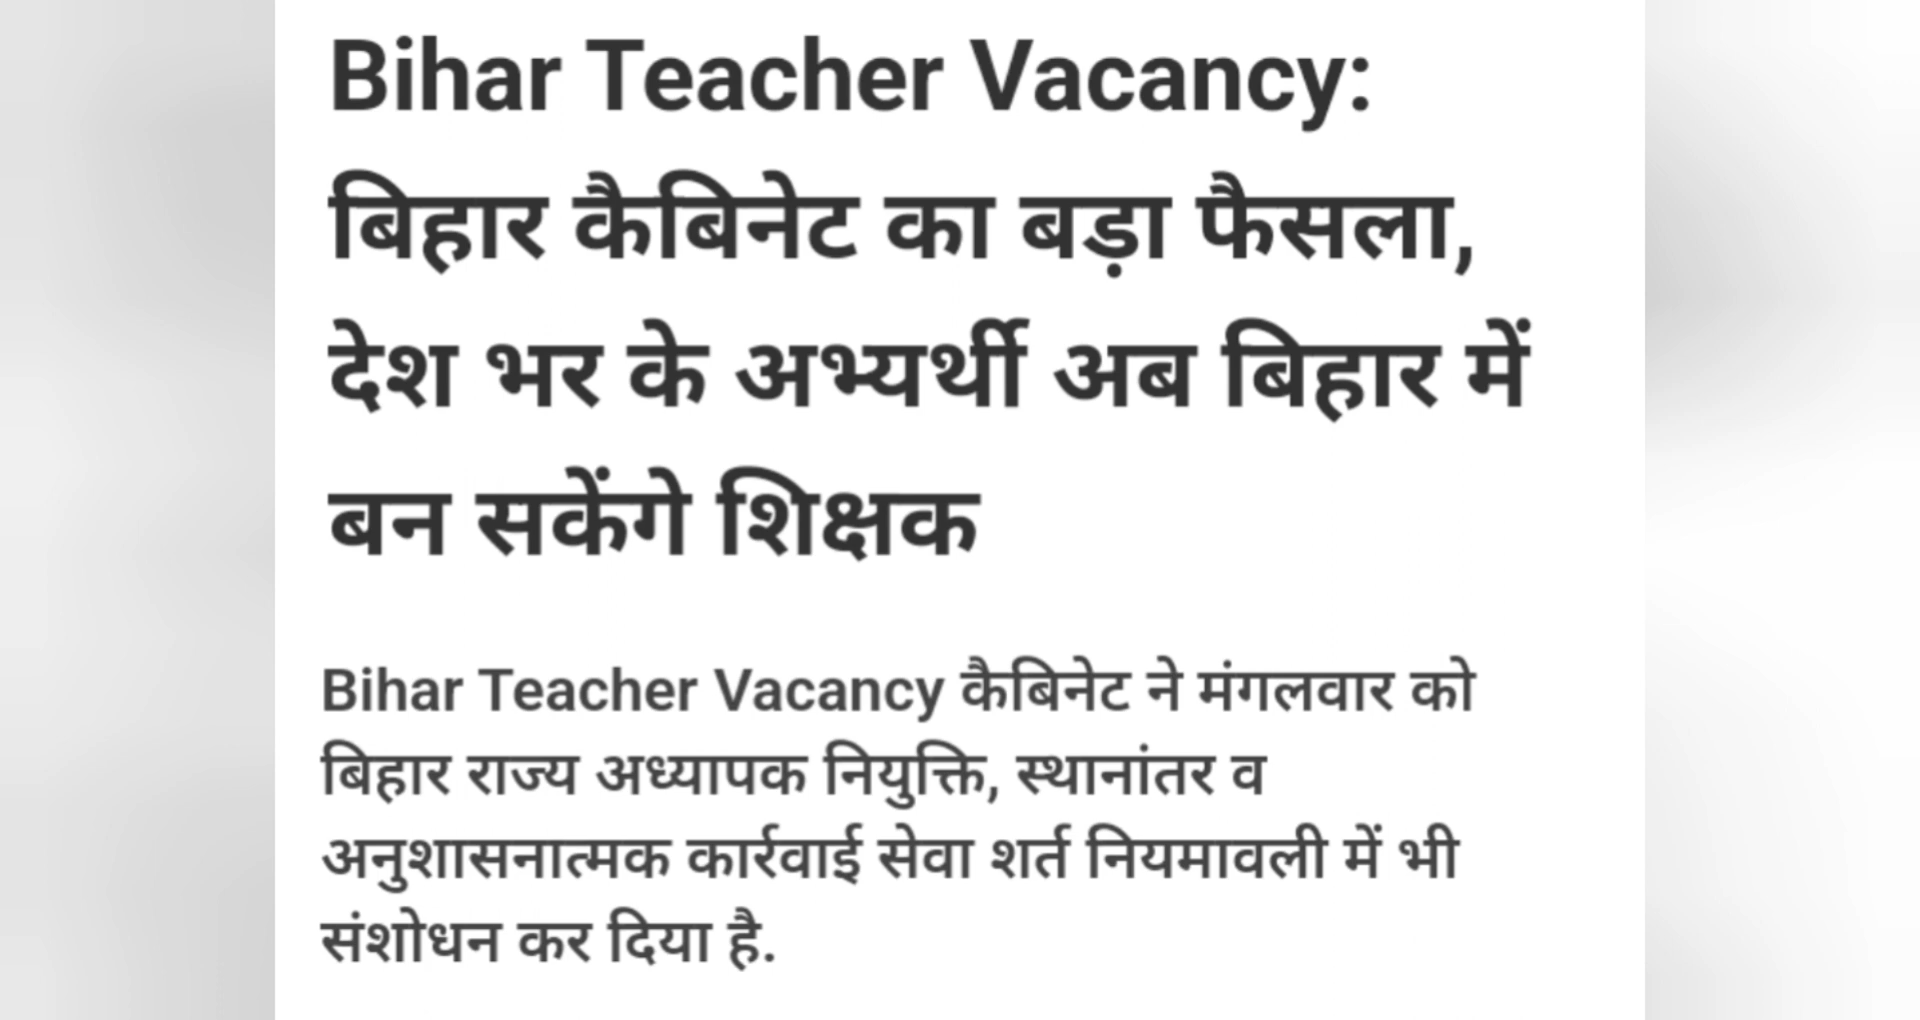 Bihar Teacher Vacancy:
बिहार कैबिनेट का बड़ा फैसला,
देश भर के अभ्यर्थी अब बिहार में
बन सकेंगे शिक्षक
Bihar Teacher Vacancy कैबिनेट ने मंगलवार को
बिहार राज्य अध्यापक नियुक्ति, स्थानांतर व
अनुशासनात्मक कार्रवाई सेवा शर्त नियमावली में भी
संशोधन कर दिया है.